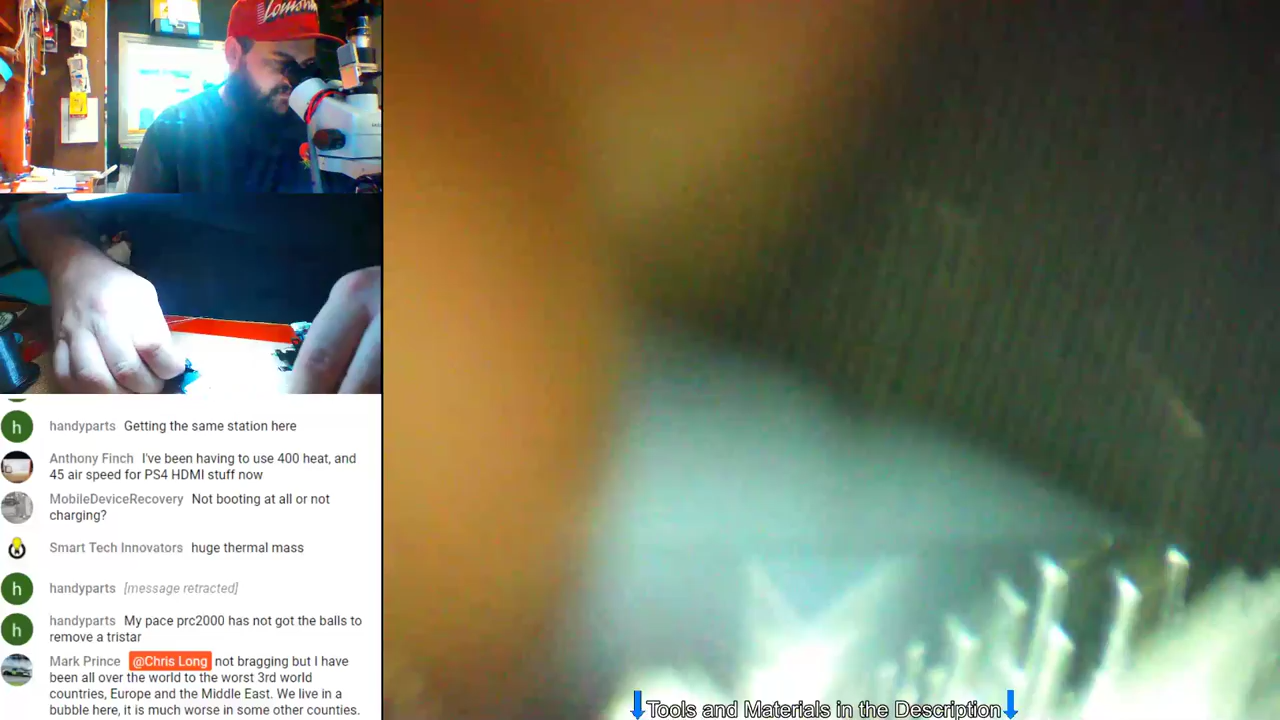 handyparts Getting the same station here
Anthony Finch I've been having to use 400 heat, and
45 air speed for PS4 HDMI stuff now
MobileDeviceRecovery Not booting at all or not
charging?
Smart Tech Innovators huge thermal mass
h
handyparts [message retracted]
h
handyparts My pace prc2000 has not got the balls to
remove a tristar
h
Mark Prince @Chris Long not bragging but I have
been all over the world to the worst 3rd world
countries, Europe and the Middle East. We live in a
bubble here, it is much worse in some other counties.
Tools and Materials in the Description